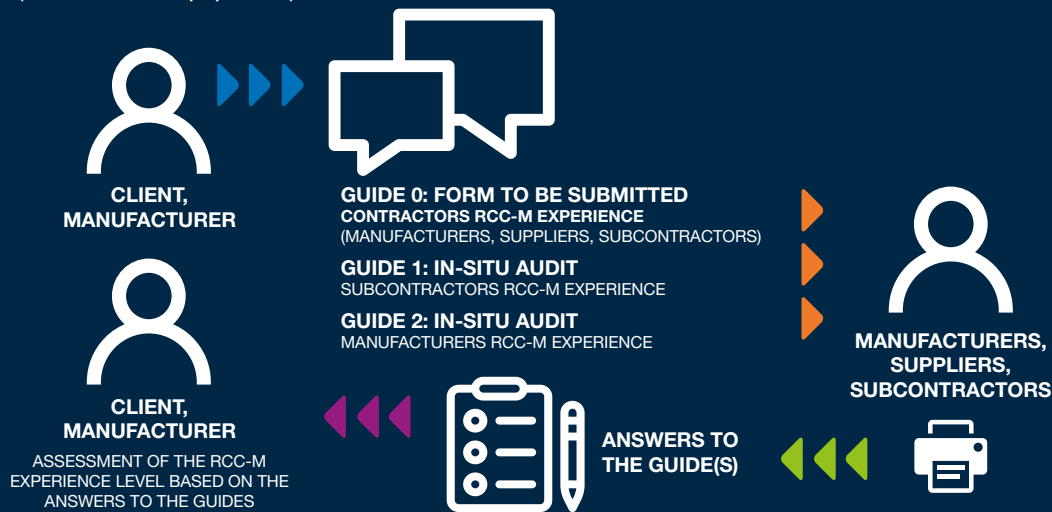 CLIENT,
MANUFACTURER
GUIDE 0: FORM TO BE SUBMITTED
CONTRACTORS RCC-M EXPERIENCE
(MANUFACTURERS, SUPPLIERS, SUBCONTRACTORS)
GUIDE 1: IN-SITU AUDIT
SUBCONTRACTORS RCC-M EXPERIENCE
GUIDE 2: IN-SITU AUDIT
MANUFACTURERS RCC-M EXPERIENCE
MANUFACTURERS,
SUPPLIERS,
SUBCONTRACTORS
ANSWERS TO
THE GUIDE(S)
CLIENT,
MANUFACTURER
ASSESSMENT OF THE RCC-M
EXPERIENCE LEVEL BASED ON THE
ANSWERS TO THE GUIDES